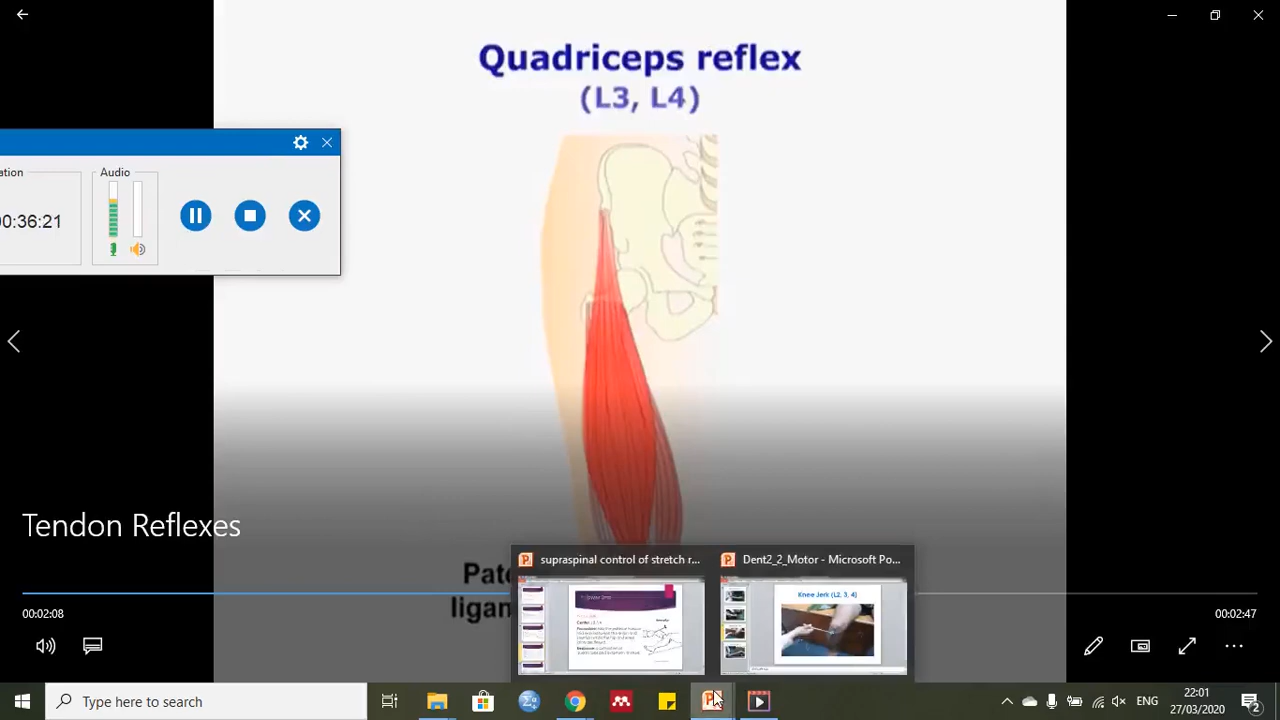 Quadriceps reflex
(L3, L4)
ation
Audio
00:36:21
Tendon Reflexes
supraspinal control of stretch r...
Dent2_2_Motor - Microsoft Po...
Knee Jerk (L2, 3, 4)
Pate
ligan
00:02:08
00:02:47
Type here to search
ENG
22:01
27/03/2020
2